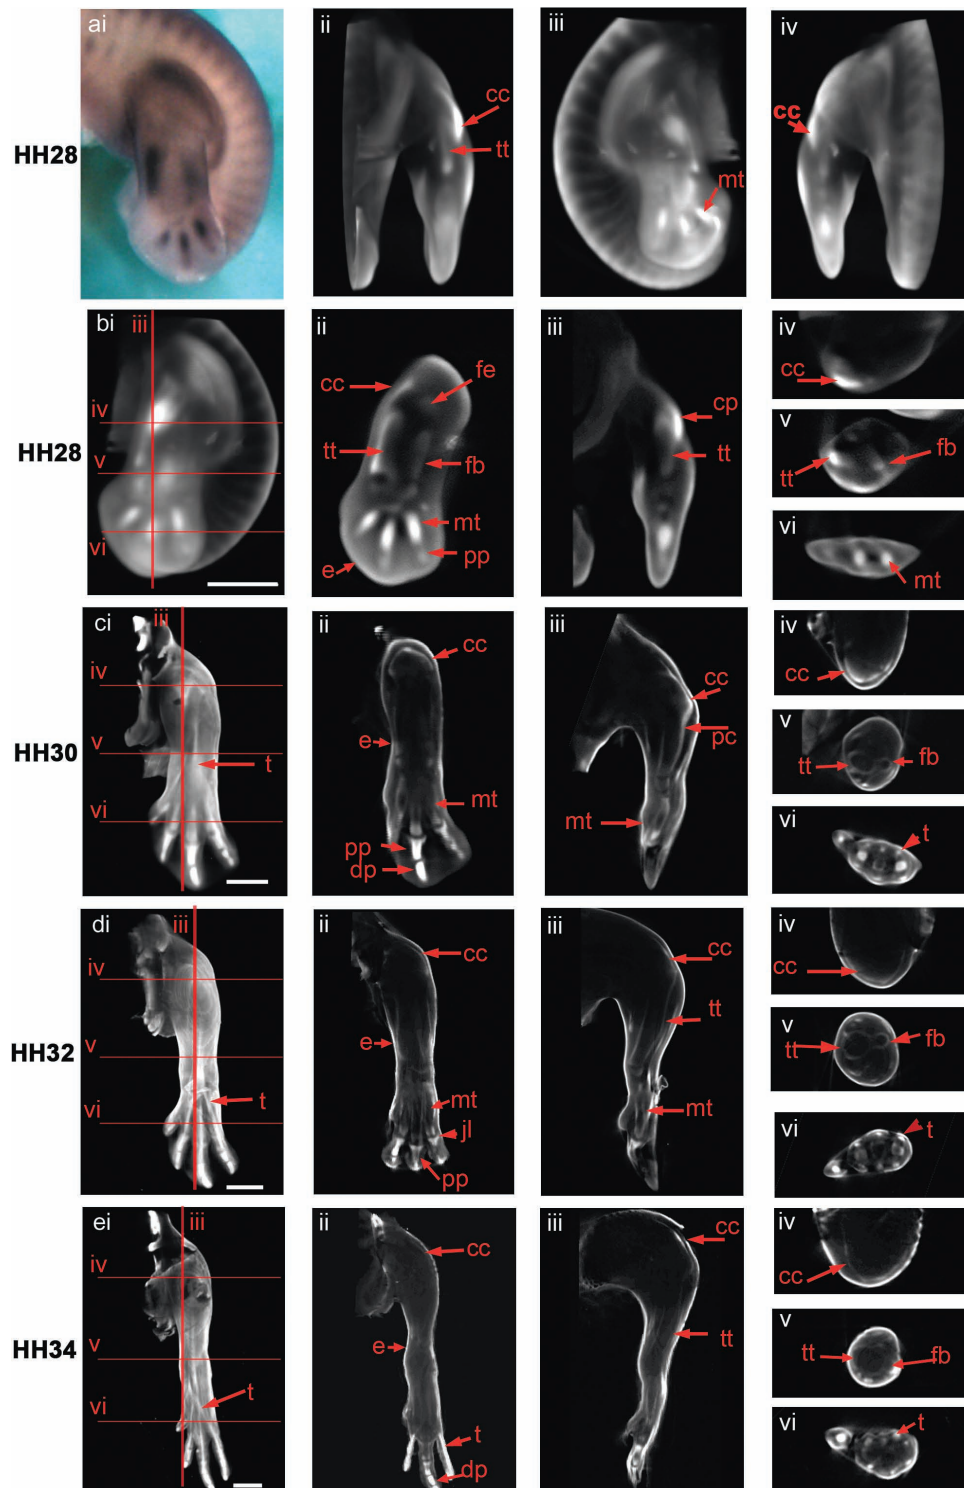 ai
ii
iii
iv
HH28
cc
tt
mt
cc
bi
iii
iv
v
vi
HH28
ii
cc
fe
tt
fb
mt
pp
e
iii
cp
tt
iv
cc
v
tt
fb
vi
mt
ci
iii
iv
v
vi
HH30
t
ii
cc
e
mt
pp
dp
iii
cc
pc
mt
iv
cc
v
tt
fb
vi
t
di
iii
iv
v
vi
HH32
t
ii
cc
e
mt
jl
pp
iii
cc
tt
mt
iv
cc
v
tt
fb
vi
t
ei
iii
iv
v
vi
HH34
t
ii
cc
e
t
dp
iii
cc
tt
iv
cc
v
tt
fb
vi
t